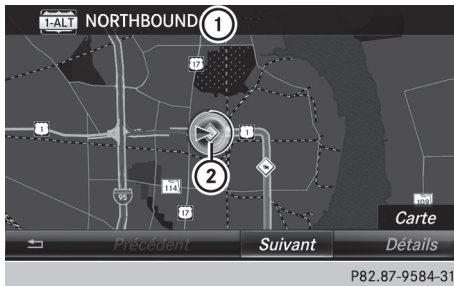 1-ALT NORTHBOUND 1
17
1
1
2
114
95
17
109
Carte
Précédent Suivant Détails
P82.87-9584-31